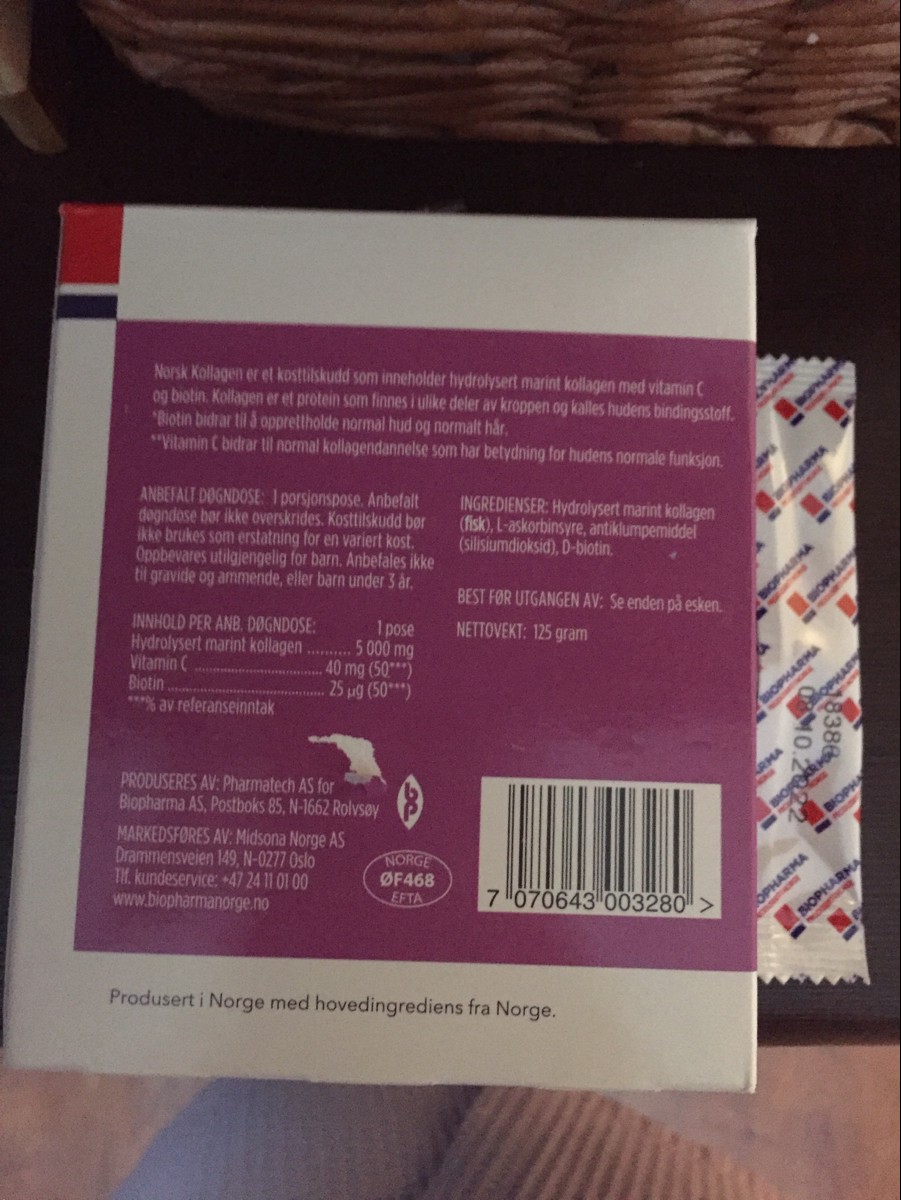 Norsk Kollagen er et kosttilskudd som inneholder hydrolysert marint kollagen med vitamin C
og biotin. Kollagen er et protein som finnes i ulike deler av kroppen og kalles hudens bindingsstoff.
*Biotin bidrar til å opprettholde normal hud og normalt hår.
**Vitamin C bidrar til normal kollagendannelse som har betydning for hudens normale funksjon.
ANBEFALT DØGNDOSE: 1 porsjonspose. Anbefalt
døgndose bør ikke overskrides. Kosttilskudd bør
ikke brukes som erstatning for en variert kost.
Oppbevares utilgjengelig for barn. Anbefales ikke
til gravide og ammende, eller barn under 3 år.
INNHOLD PER ANB. DØGNDOSE: 1 pose
Hydrolysert marint kollagen .......... 5 000 mg
Vitamin C .......... 40 mg (50***)
Biotin .......... 25 µg (50***)
***% av referanseinntak
INGREDIENSER: Hydrolysert marint kollagen
(fisk), L-askorbinsyre, antiklumpemiddel
(silisiumdioksid), D-biotin.
BEST FØR UTGANGEN AV: Se enden på esken.
NETTOVEKT: 125 gram
PRODUSERES AV: Pharmatech AS for
Biopharma AS, Postboks 85, N-1662 Rolvsøy
bp
MARKEDSFØRES AV: Midsona Norge AS
Drammensveien 149, N-0277 Oslo
Tlf. kundeservice: +47 24 11 01 00
www.biopharmanorge.no
NORGE
ØF468
EFTA
7 070643 003280 >
Produsert i Norge med hovedingrediens fra Norge.
BIOPHARMA
BIOPHARMA
BIOPHARMA
BIOPHARMA
BIOPHARMA
08.10.2022